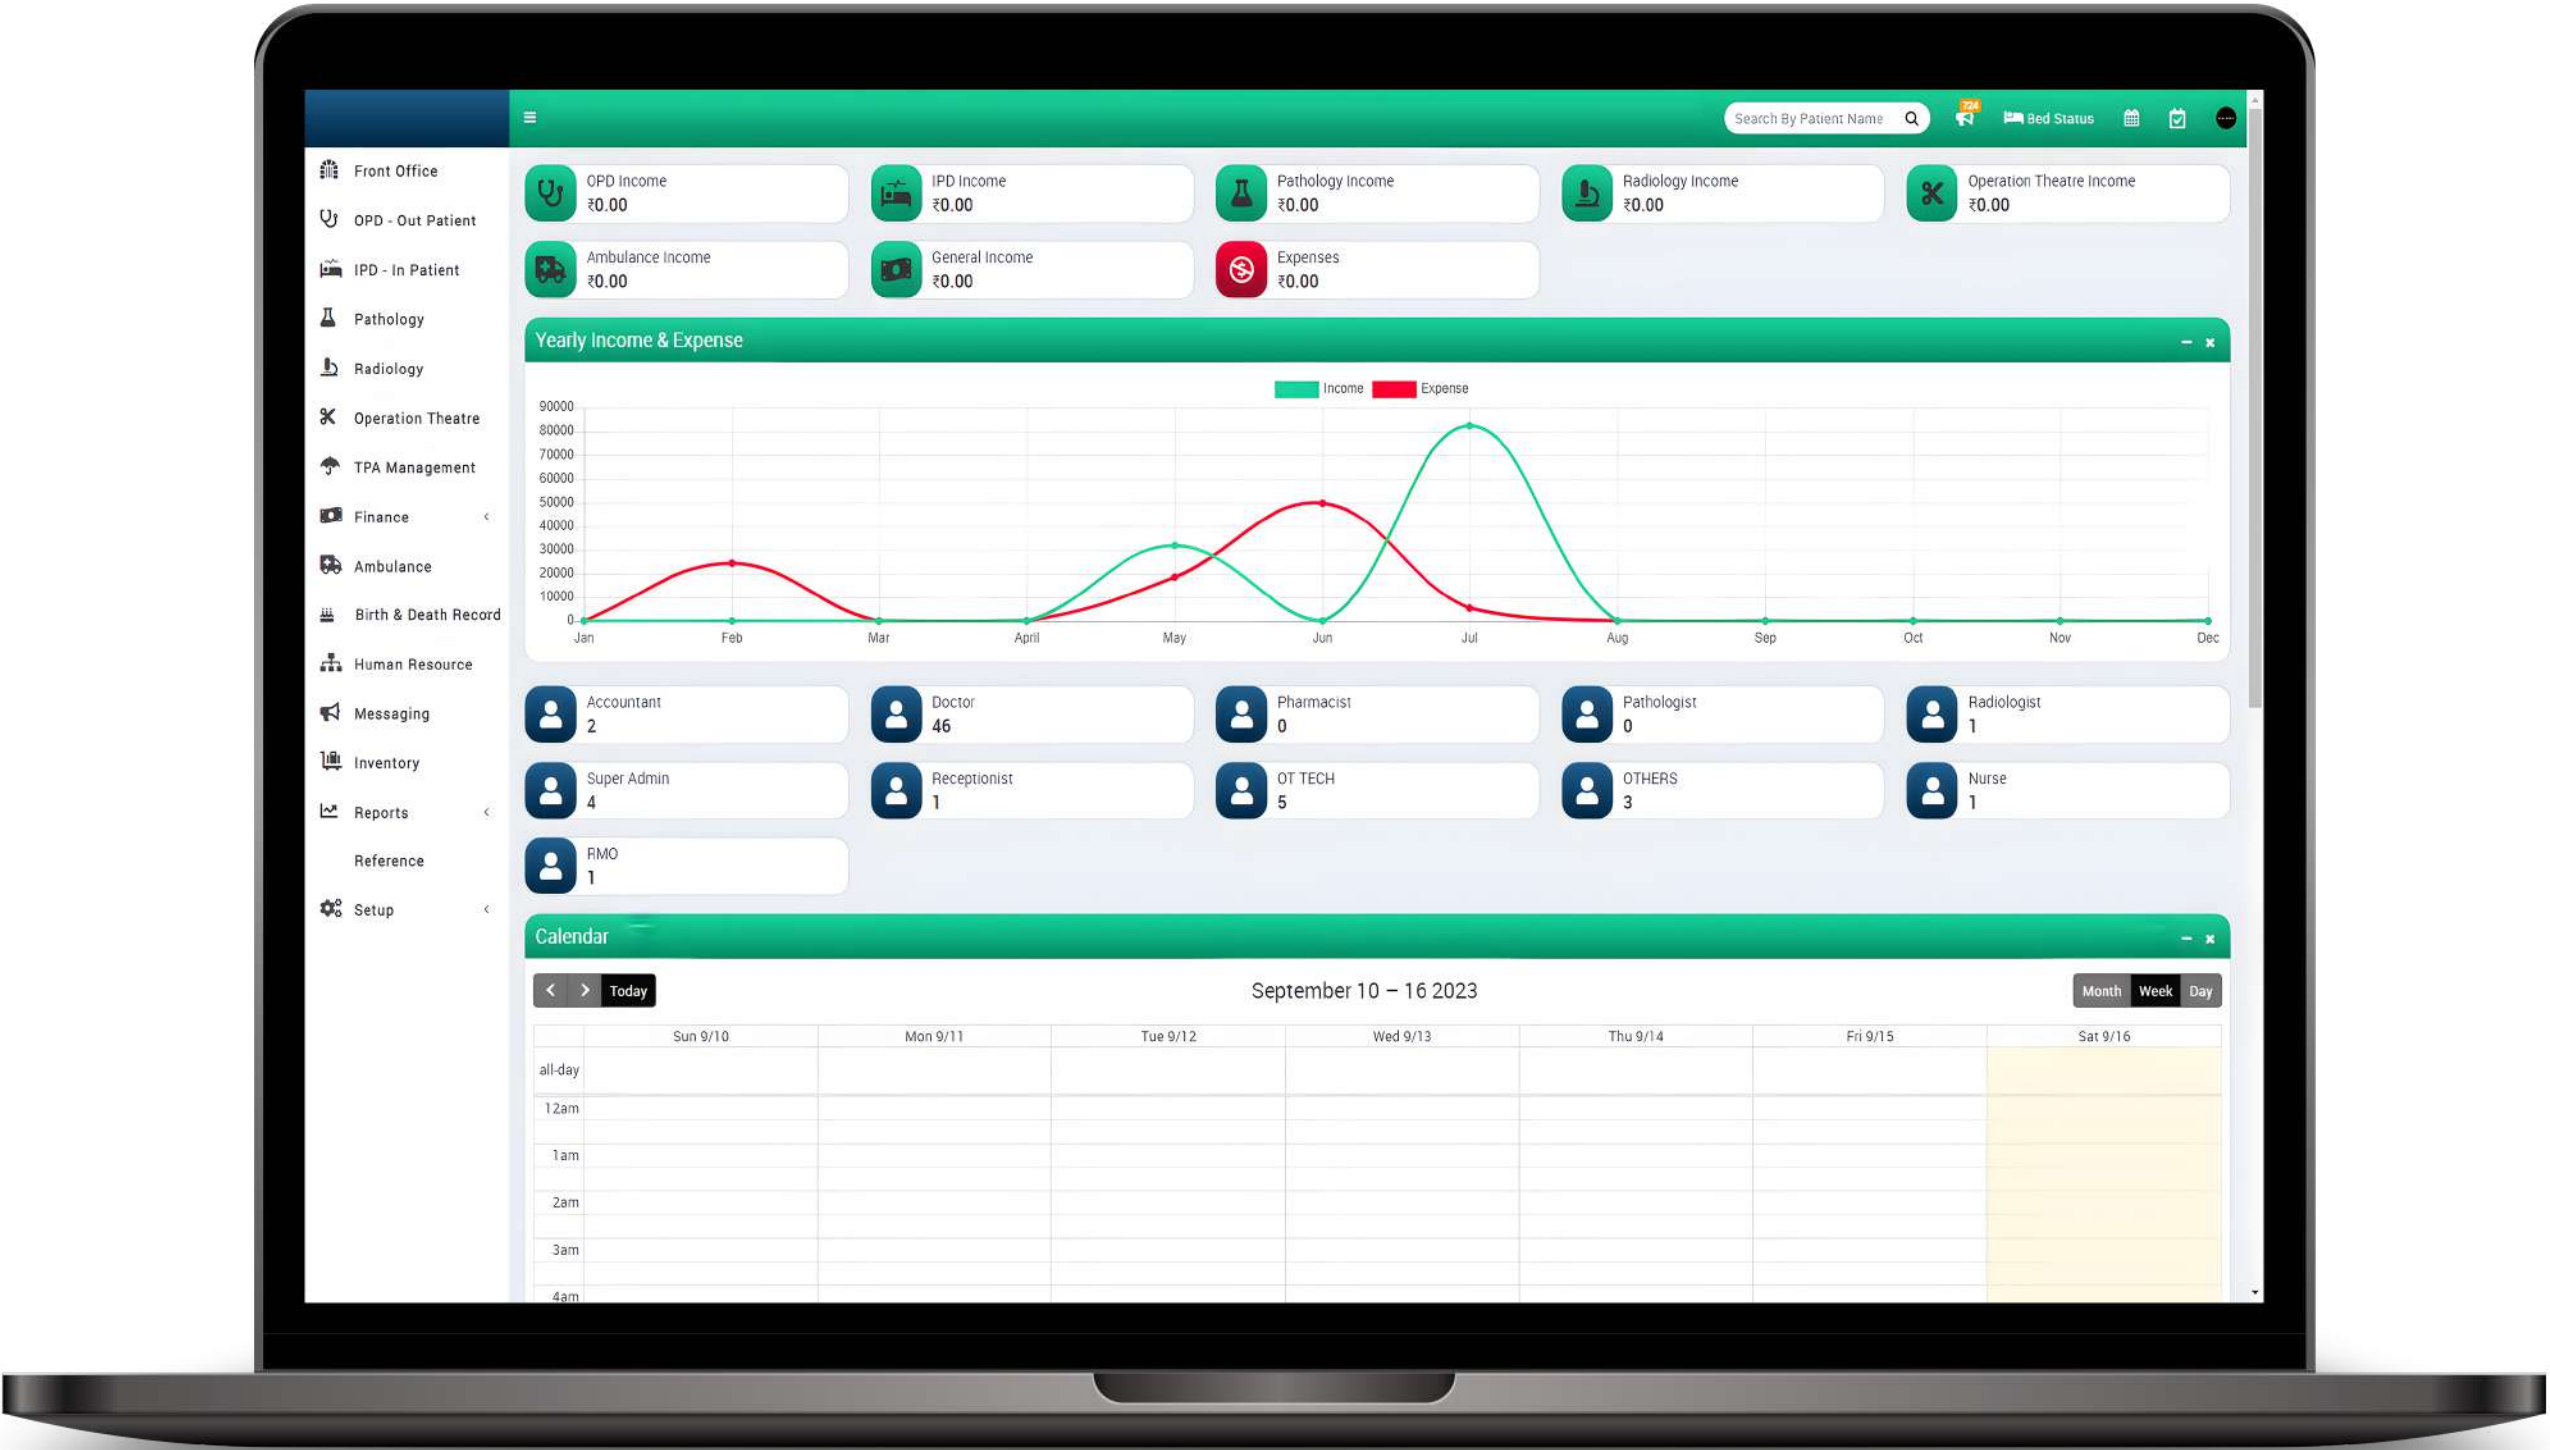 Search By Patient Name
724
Bed Status
Front Office
OPD - Out Patient
IPD - In Patient
Pathology
Radiology
Operation Theatre
TPA Management
Finance
Ambulance
Birth & Death Record
Human Resource
Messaging
Inventory
Reports
Reference
Setup
OPD Income
₹0.00
IPD Income
₹0.00
Pathology Income
₹0.00
Radiology Income
₹0.00
Operation Theatre Income
₹0.00
Ambulance Income
₹0.00
General Income
₹0.00
Expenses
₹0.00
Yearly Income & Expense
Income Expense
90000
80000
70000
60000
50000
40000
30000
20000
10000
0
Jan Feb Mar April May Jun Jul Aug Sep Oct Nov Dec
Accountant
2
Doctor
46
Pharmacist
0
Pathologist
0
Radiologist
1
Super Admin
4
Receptionist
1
OT TECH
5
OTHERS
3
Nurse
1
RMO
1
Calendar
Today
September 10 – 16 2023
Month Week Day
Sun 9/10 Mon 9/11 Tue 9/12 Wed 9/13 Thu 9/14 Fri 9/15 Sat 9/16
all-day
12am
1am
2am
3am
4am